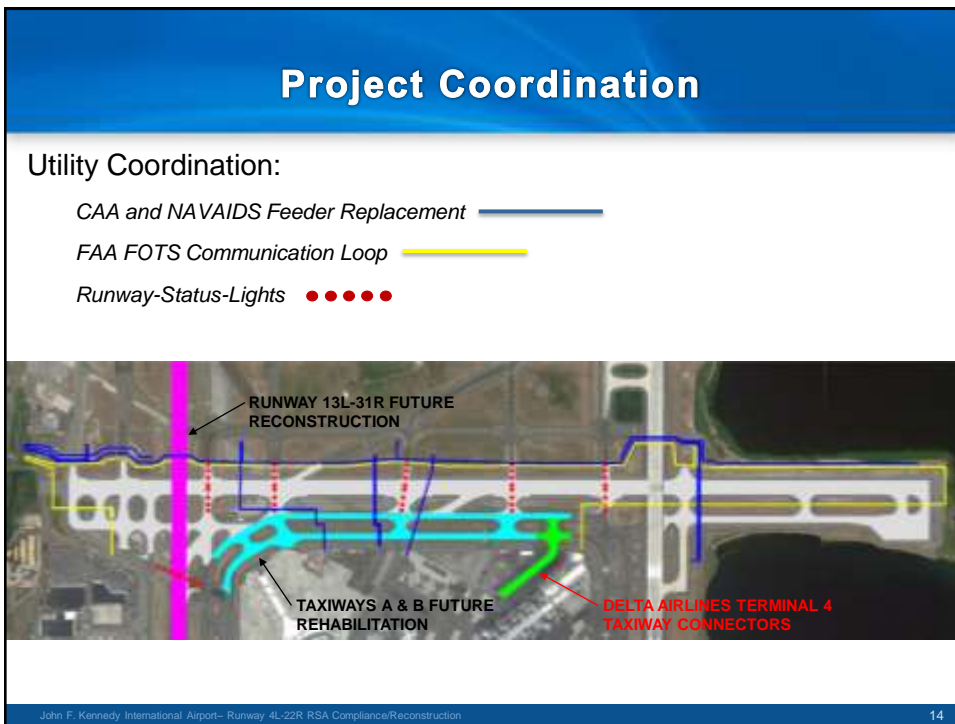 Project Coordination
Utility Coordination:
CAA and NAVAIDS Feeder Replacement
FAA FOTS Communication Loop
Runway-Status-Lights
RUNWAY 13L-31R FUTURE
RECONSTRUCTION
TAXIWAYS A & B FUTURE
REHABILITATION
DELTA AIRLINES TERMINAL 4
TAXIWAY CONNECTORS
John F. Kennedy International Airport– Runway 4L-22R RSA Compliance/Reconstruction
14